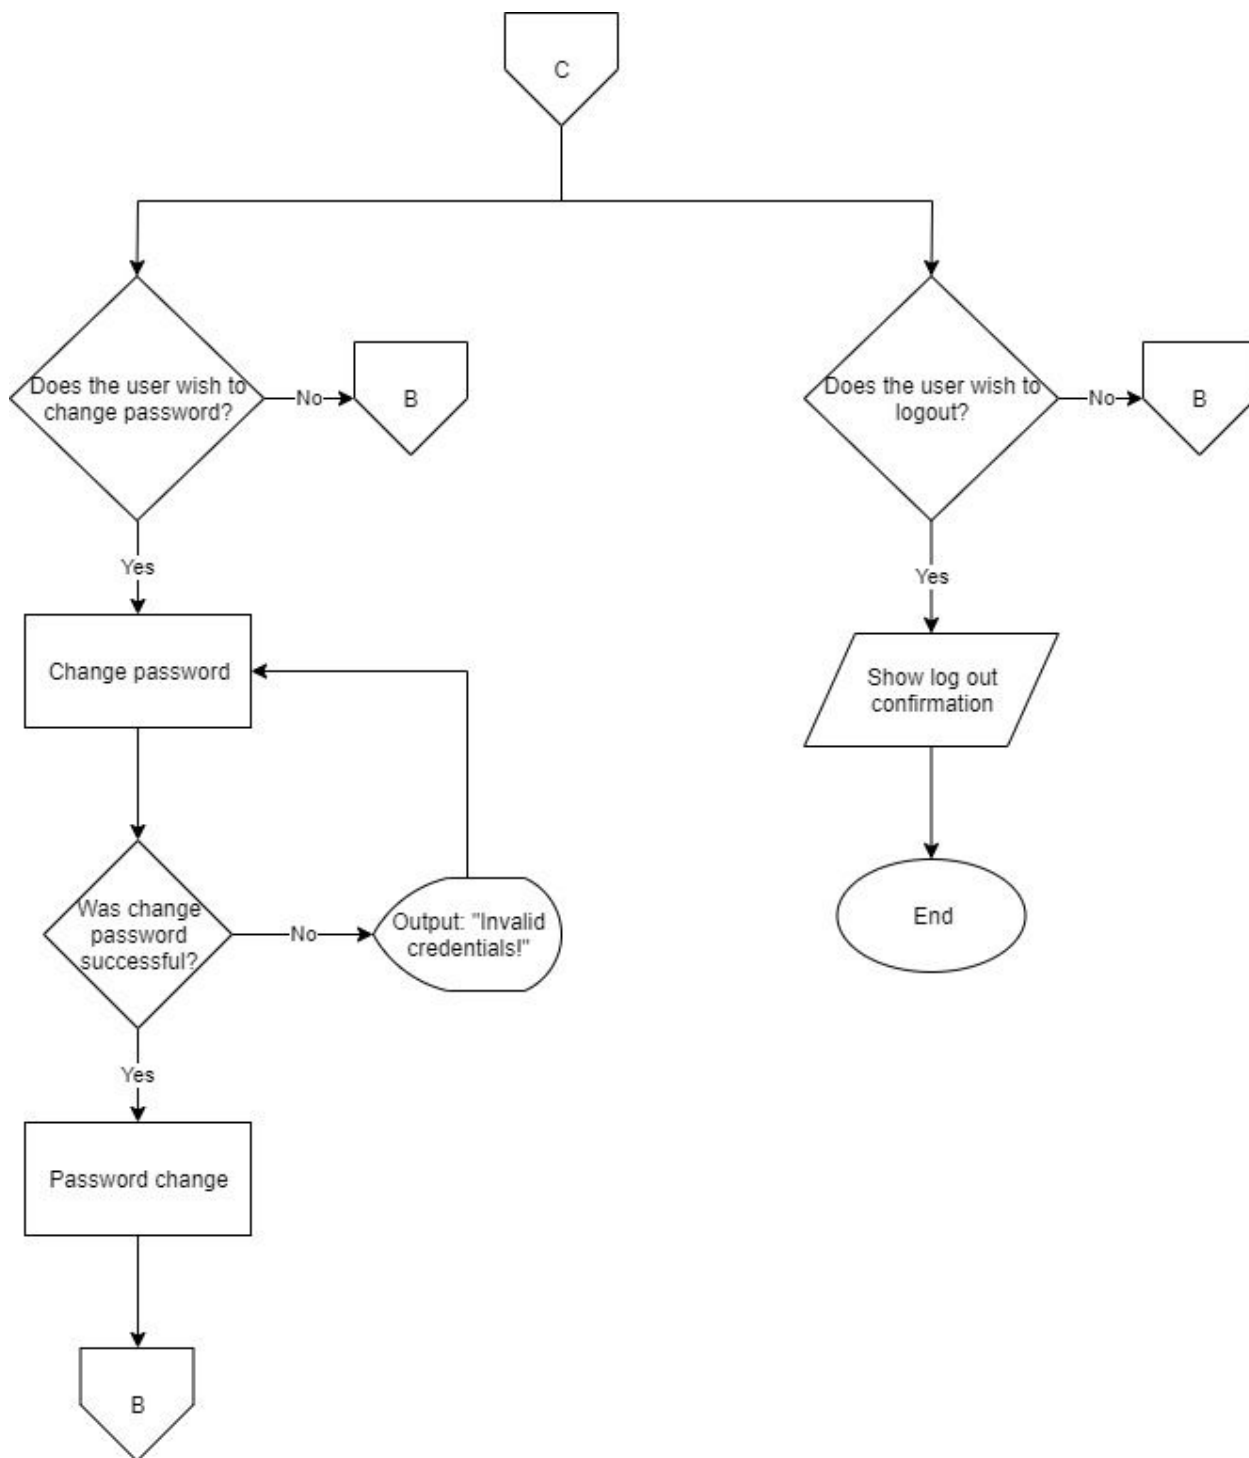 C
Does the user wish to
change password?
No
B
Does the user wish to
logout?
No
B
Yes
Yes
Change password
Show log out
confirmation
Was change
password
successful?
No
Output: "Invalid
credentials!"
End
Yes
Password change
B